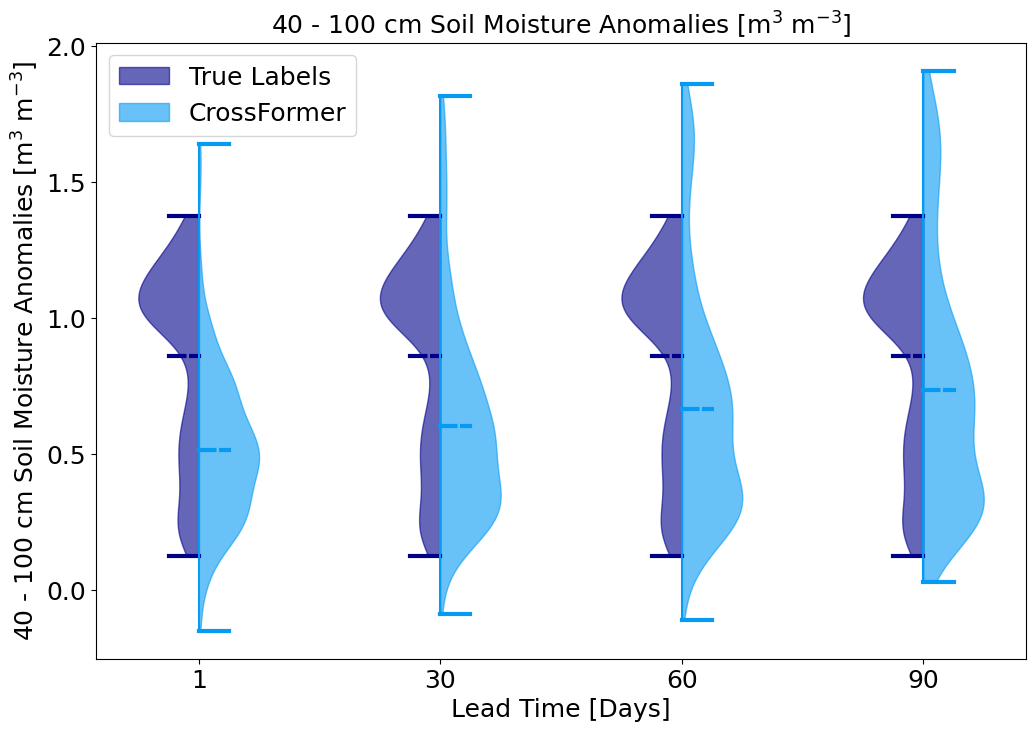 40 - 100 cm Soil Moisture Anomalies [m³ m⁻³]
True Labels
CrossFormer
40 - 100 cm Soil Moisture Anomalies [m³ m⁻³]
2.0
1.5
1.0
0.5
0.0
1 30 60 90
Lead Time [Days]